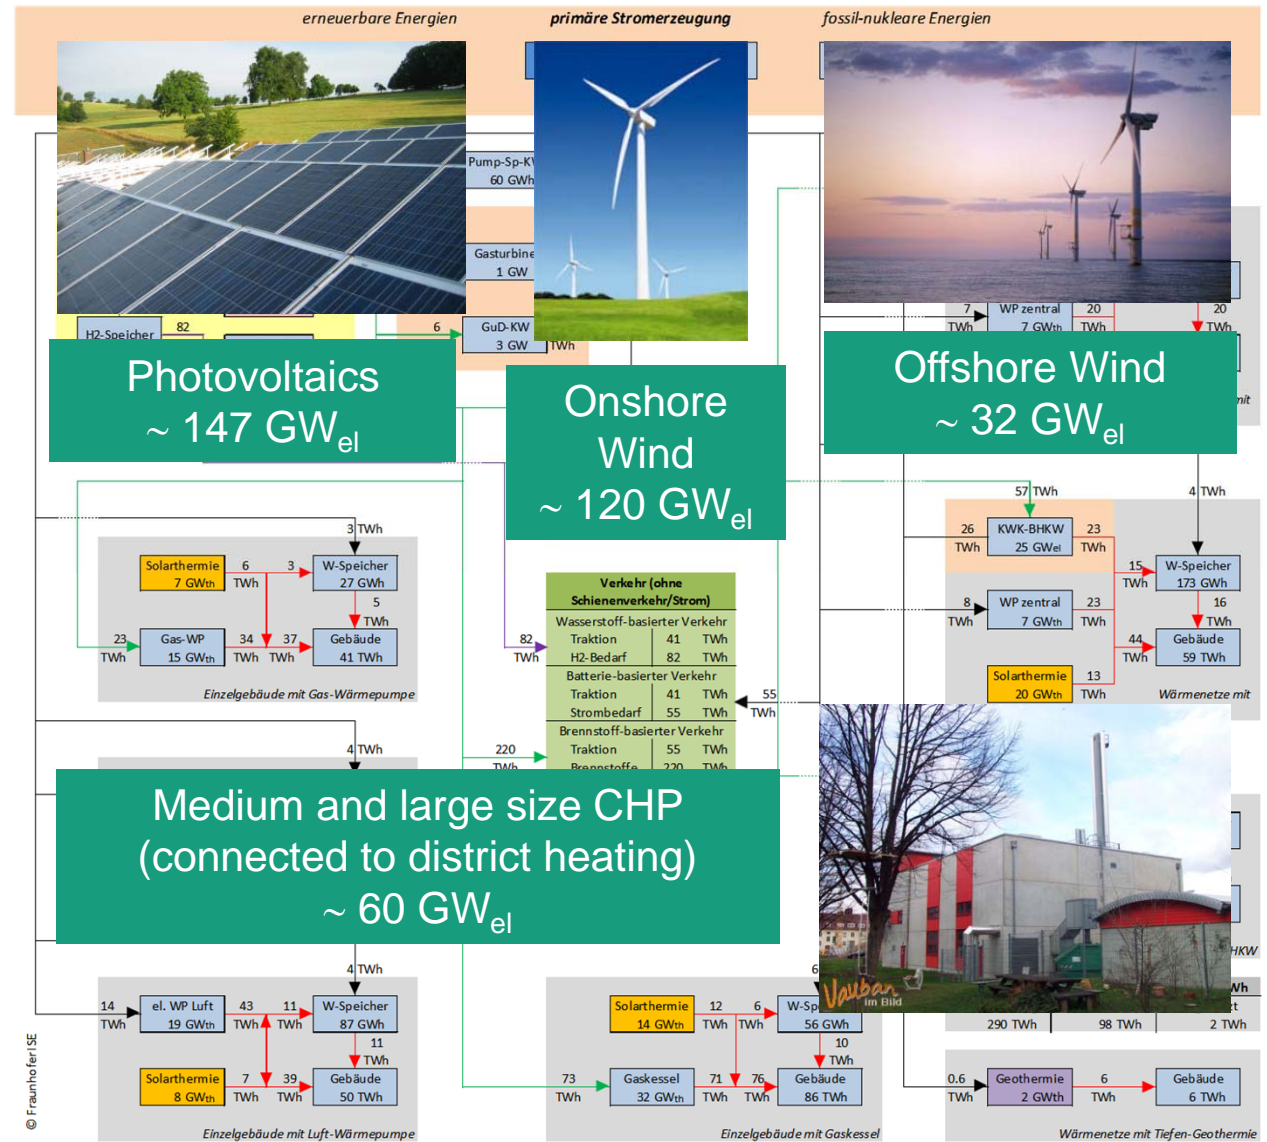 erneuerbare Energien
primäre Stromerzeugung
fossil-nukleare Energien
Pump-Sp-KW
60 GWh
Gasturbine
1 GW
H2-Speicher
82
6
GuD-KW
3 GW
TWh
7
TWh
WP zentral
7 GWth
20
TWh
20
TWh
Photovoltaics
~ 147 GWel
Onshore
Wind
~ 120 GWel
Offshore Wind
~ 32 GWel
mit
3 TWh
Solarthermie
7 GWth
6
TWh
3
W-Speicher
27 GWh
5
TWh
23
TWh
Gas-WP
15 GWth
34
TWh
37
TWh
Gebäude
41 TWh
Einzelgebäude mit Gas-Wärmepumpe
82
TWh
Verkehr (ohne
Schienenverkehr/Strom)
Wasserstoff-basierter Verkehr
Traktion 41 TWh
H2-Bedarf 82 TWh
Batterie-basierter Verkehr
Traktion 41 TWh
Strombedarf 55 TWh
Brennstoff-basierter Verkehr
Traktion 55 TWh
Brennstoffe 220 TWh
55
TWh
220
TWh
57 TWh
4 TWh
26
TWh
KWK-BHKW
25 GWel
23
TWh
15
TWh
W-Speicher
173 GWh
8
TWh
WP zentral
7 GWth
23
TWh
16
TWh
44
TWh
Gebäude
59 TWh
Solarthermie
20 GWth
13
TWh
Wärmenetze mit
4 TWh
Medium and large size CHP
(connected to district heating)
~ 60 GWel
Vauban
im Bild
HKW
4 TWh
14
TWh
el. WP Luft
19 GWth
43
TWh
11
TWh
W-Speicher
87 GWh
11
TWh
Solarthermie
8 GWth
7
TWh
39
TWh
Gebäude
50 TWh
Einzelgebäude mit Luft-Wärmepumpe
6
Solarthermie
14 GWth
12
TWh
6
TWh
W-Sp
56 GWh
10
TWh
73
TWh
Gaskessel
32 GWth
71
TWh
76
TWh
Gebäude
86 TWh
Einzelgebäude mit Gaskessel
Wh
zt
290 TWh
98 TWh
2 TWh
0.6
TWh
Geothermie
2 GWth
6
TWh
Gebäude
6 TWh
Wärmenetze mit Tiefen-Geothermie
© Fraunhofer ISE